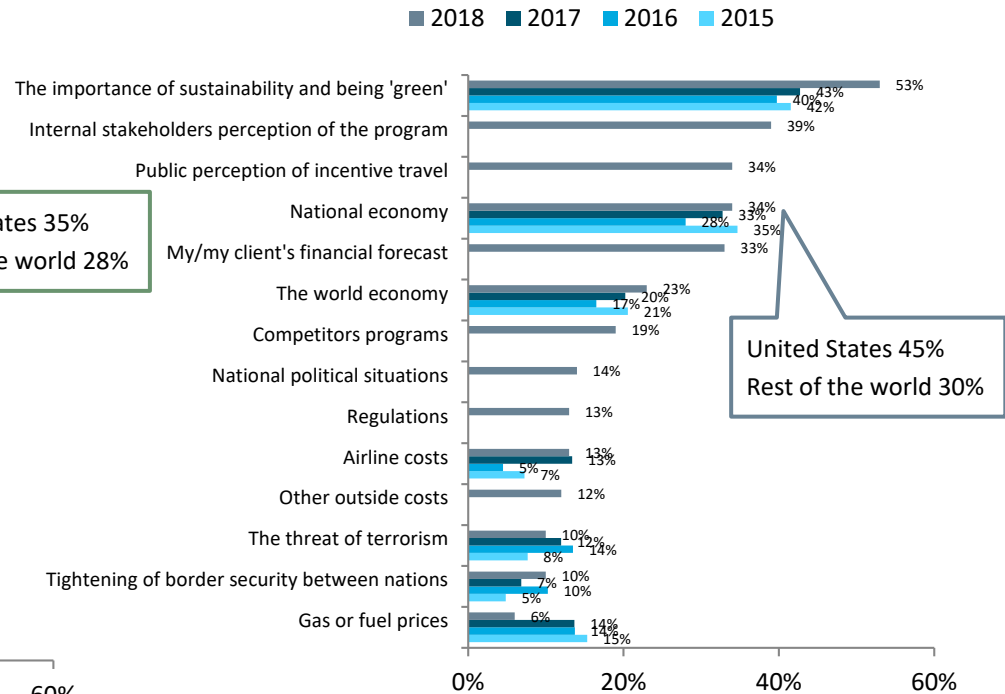 2018 2017 2016 2015
The importance of sustainability and being 'green' 53%
43%
40%
42%
Internal stakeholders perception of the program 39%
Public perception of incentive travel 34%
National economy 34%
33%
28%
35%
35%
world 28%
My/my client's financial forecast 33%
The world economy 23%
20%
17%
21%
Competitors programs 19%
United States 45%
Rest of the world 30%
National political situations 14%
Regulations 13%
Airline costs 13%
13%
5%
7%
Other outside costs 12%
The threat of terrorism 10%
12%
14%
8%
Tightening of border security between nations 10%
7%
10%
5%
Gas or fuel prices 6%
14%
14%
15%
0% 20% 40% 60%
60%